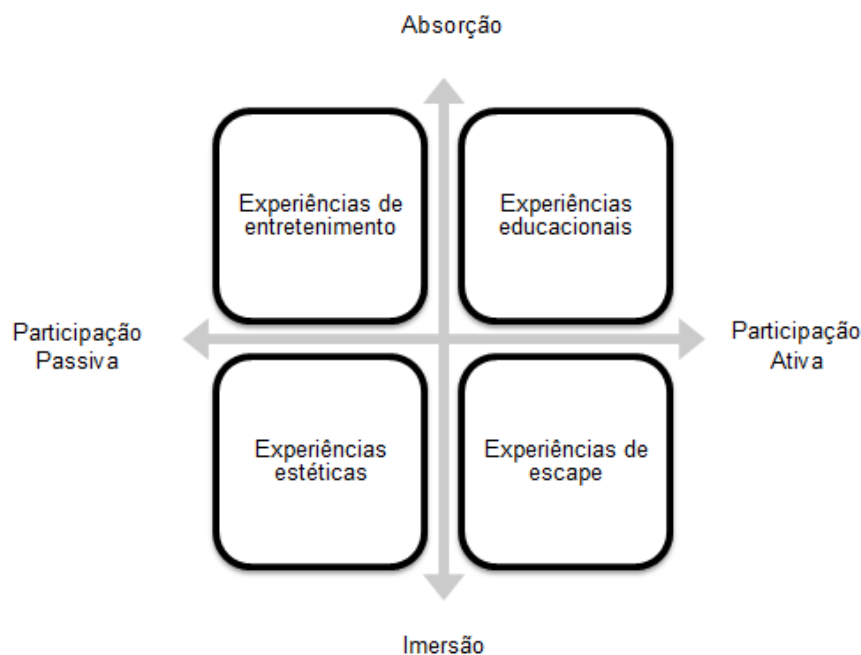 Absorção
Experiências de
entretenimento
Experiências
educacionais
Participação
Passiva
Participação
Ativa
Experiências
estéticas
Experiências de
escape
Imersão